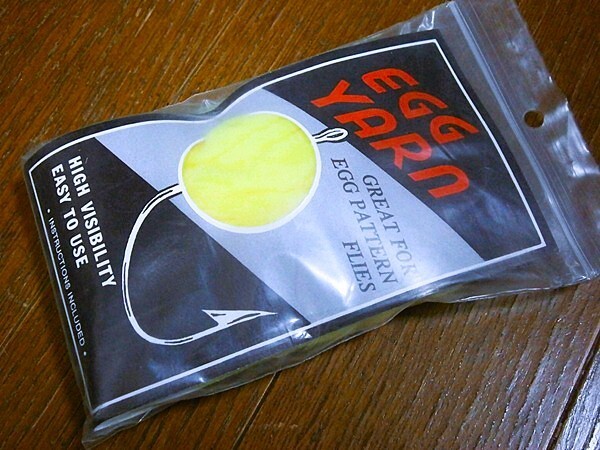 EGG
YARN
GREAT FOR
EGG PATTERN
FLIES
HIGH VISIBILITY
EASY TO USE
• INSTRUCTIONS INCLUDED •